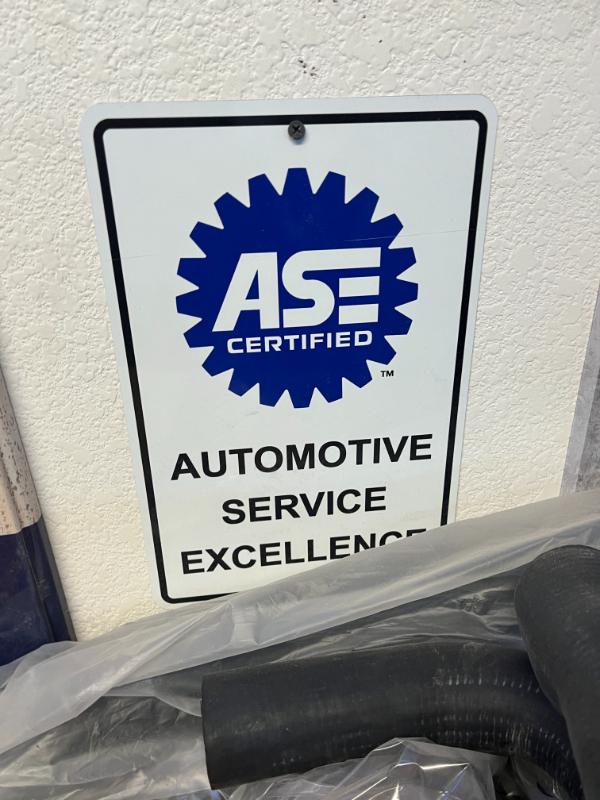 ASE
CERTIFIED
TM
AUTOMOTIVE
SERVICE
EXCELLENCE